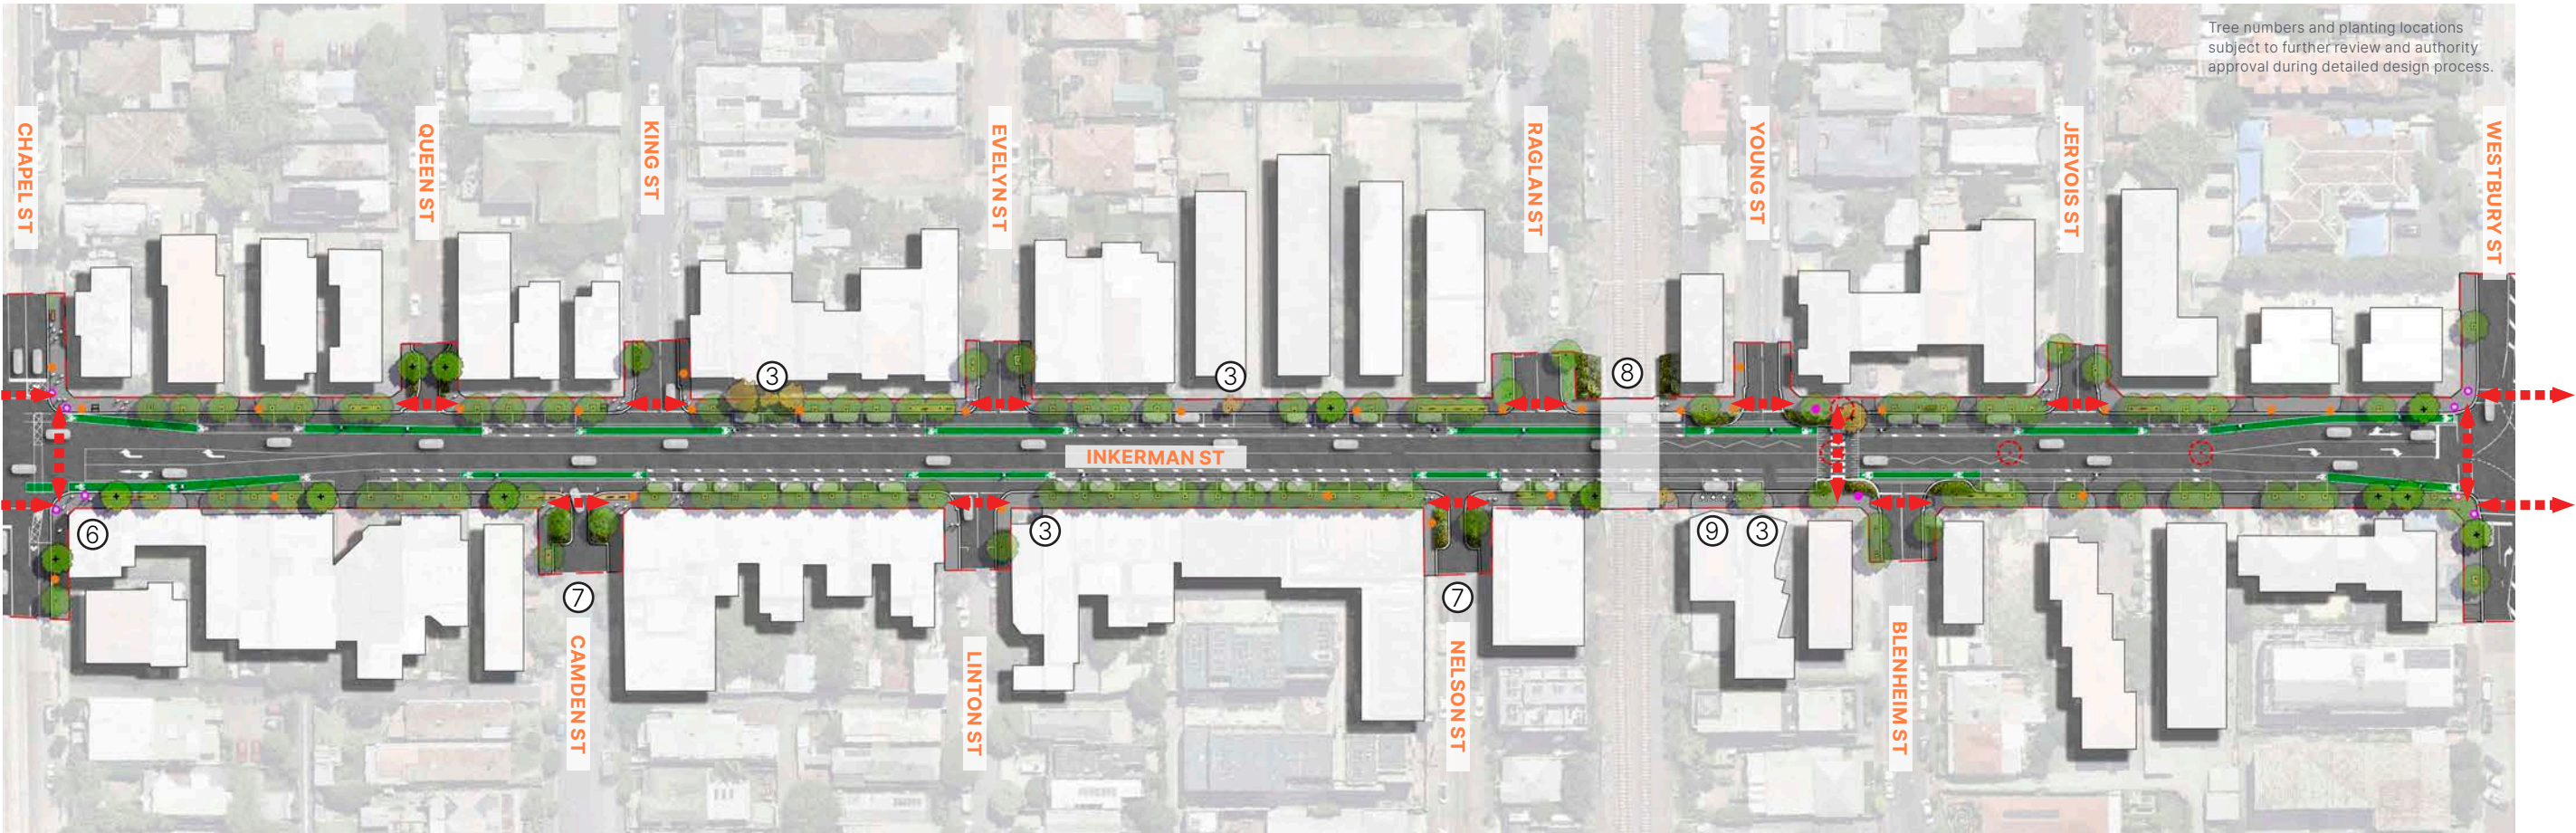 Tree numbers and planting locations
subject to further review and authority
approval during detailed design process.
CHAPEL ST
QUEEN ST
KING ST
EVELYN ST
RAGLAN ST
YOUNG ST
JERVOIS ST
WESTBURY ST
3
3
8
INKERMAN ST
6
3
9
3
7
7
CAMDEN ST
LINTON ST
NELSON ST
BLENHEIM ST